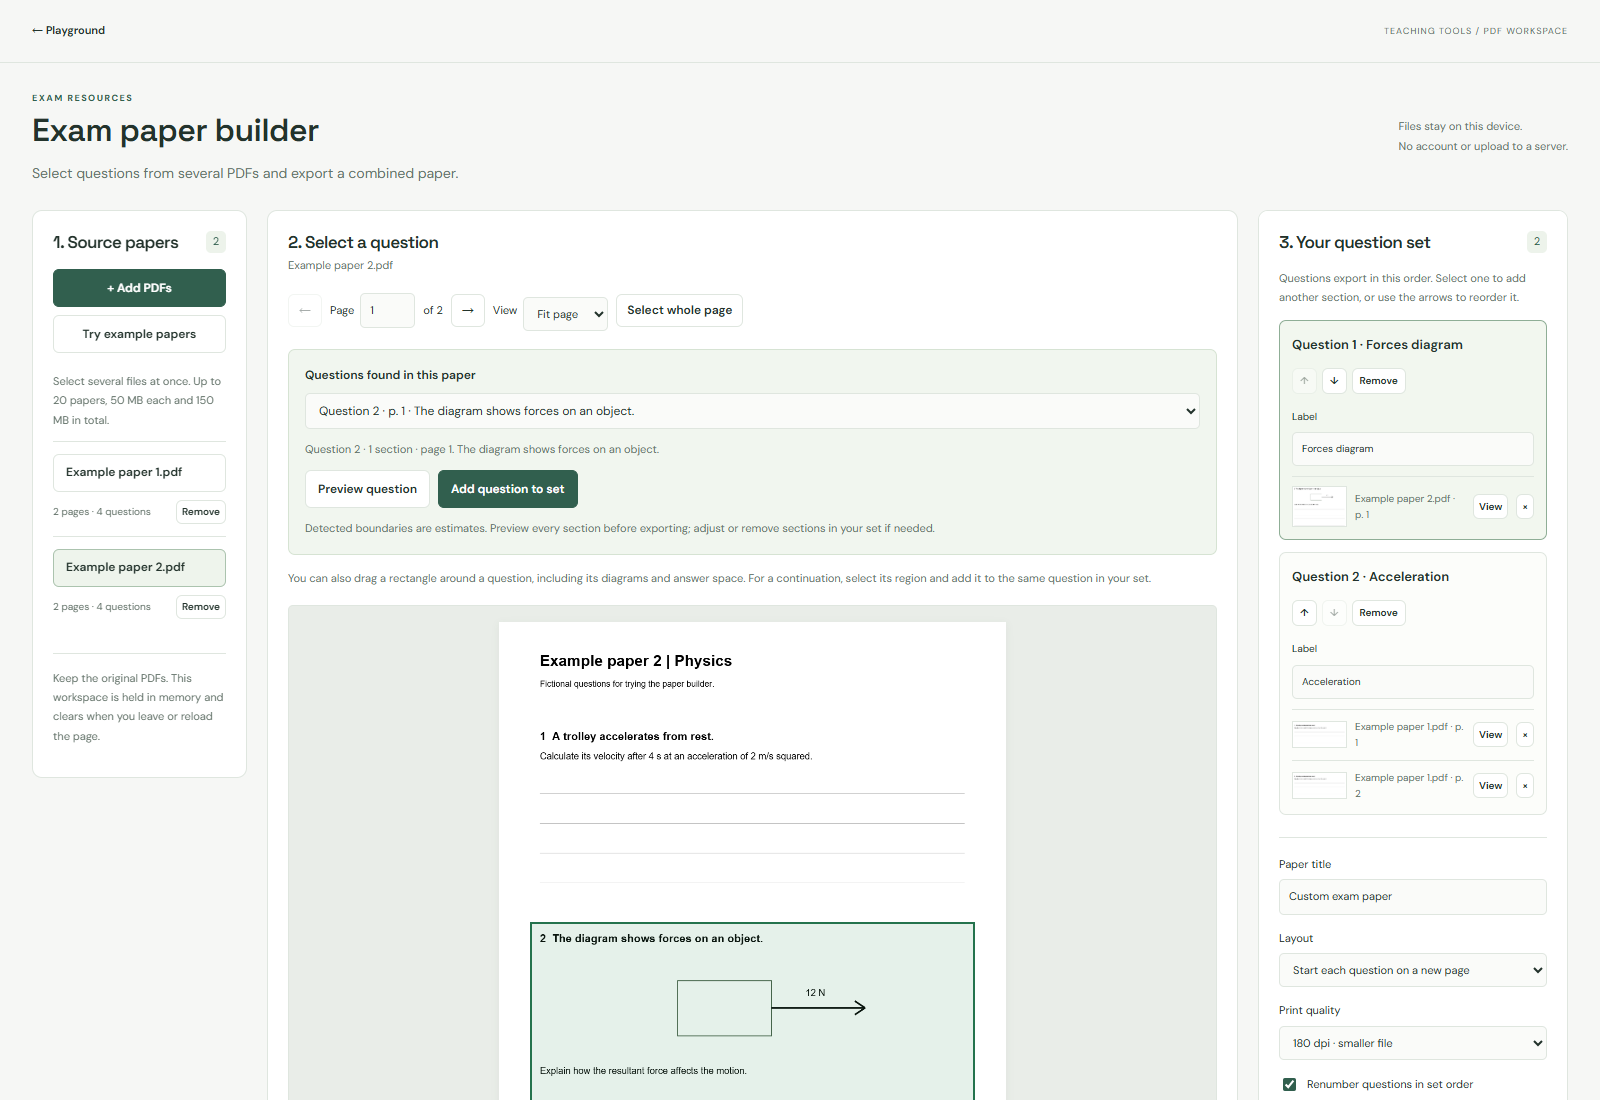 ← Playground
TEACHING TOOLS / PDF WORKSPACE
EXAM RESOURCES
Exam paper builder
Select questions from several PDFs and export a combined paper.
Files stay on this device.
No account or upload to a server.
1. Source papers
2
+ Add PDFs
Try example papers
Select several files at once. Up to
20 papers, 50 MB each and 150
MB in total.
Example paper 1.pdf
2 pages · 4 questions
Remove
Example paper 2.pdf
2 pages · 4 questions
Remove
Keep the original PDFs. This
workspace is held in memory and
clears when you leave or reload
the page.
2. Select a question
Example paper 2.pdf
←
Page
1
of 2
→
View
Fit page
Select whole page
Questions found in this paper
Question 2 · p. 1 · The diagram shows forces on an object.
Question 2 · 1 section · page 1. The diagram shows forces on an object.
Preview question
Add question to set
Detected boundaries are estimates. Preview every section before exporting; adjust or remove sections in your set if needed.
You can also drag a rectangle around a question, including its diagrams and answer space. For a continuation, select its region and add it to the same question in your set.
Example paper 2 | Physics
Fictional questions for trying the paper builder.
1 A trolley accelerates from rest.
Calculate its velocity after 4 s at an acceleration of 2 m/s squared.
2 The diagram shows forces on an object.
12 N
Explain how the resultant force affects the motion.
3. Your question set
2
Questions export in this order. Select one to add
another section, or use the arrows to reorder it.
Question 1 · Forces diagram
↑
↓
Remove
Label
Forces diagram
Example paper 2.pdf ·
p. 1
View
×
Question 2 · Acceleration
↑
↓
Remove
Label
Acceleration
Example paper 1.pdf · p.
1
View
×
Example paper 1.pdf · p.
2
View
×
Paper title
Custom exam paper
Layout
Start each question on a new page
Print quality
180 dpi · smaller file
Renumber questions in set order